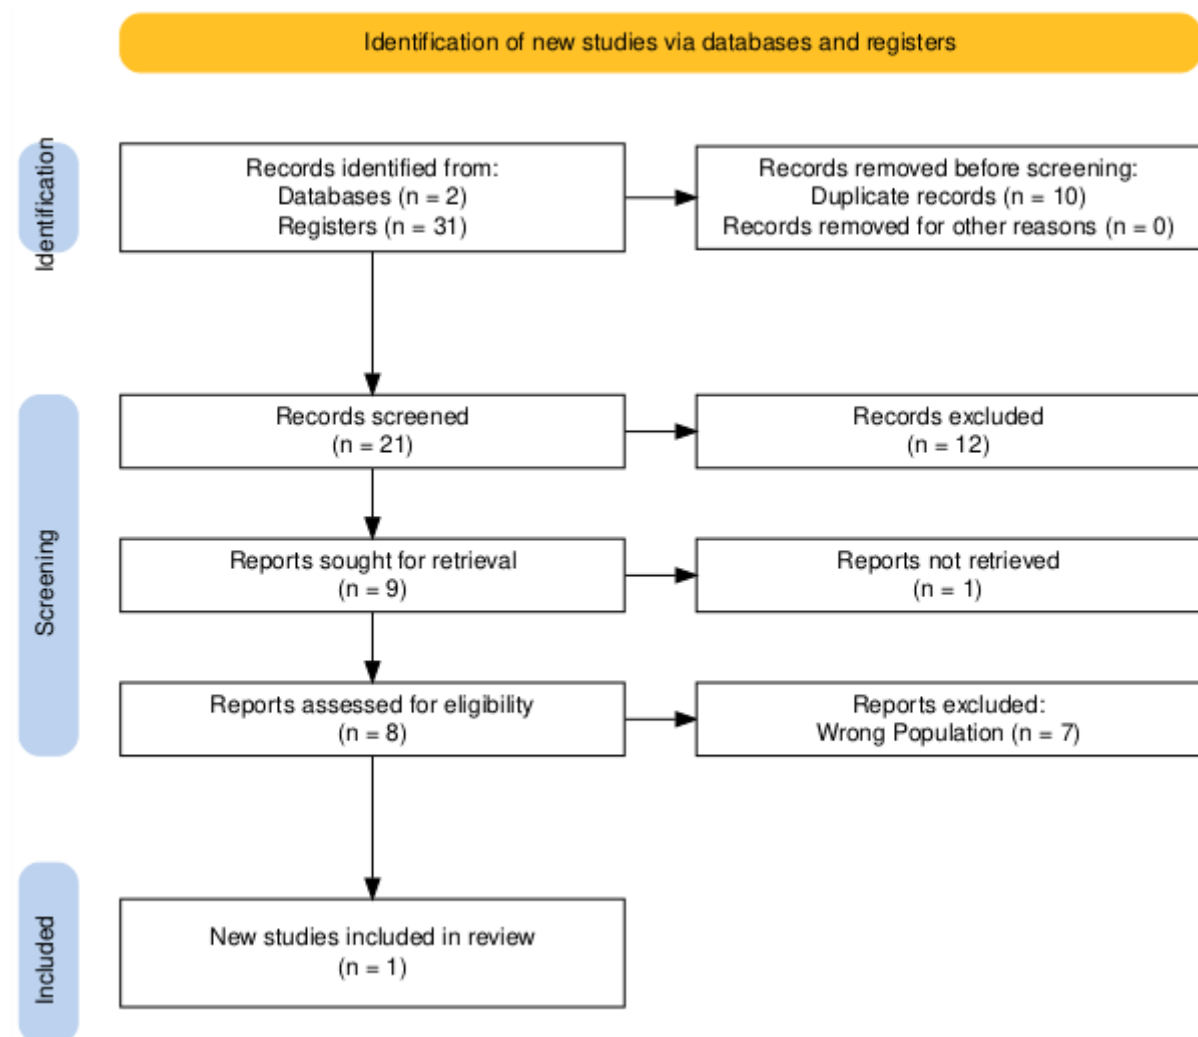 Identification of new studies via databases and registers
Identification
Records identified from:
Databases (n = 2)
Registers (n = 31)
Records removed before screening:
Duplicate records (n = 10)
Records removed for other reasons (n = 0)
Screening
Records screened
(n = 21)
Records excluded
(n = 12)
Reports sought for retrieval
(n = 9)
Reports not retrieved
(n = 1)
Reports assessed for eligibility
(n = 8)
Reports excluded:
Wrong Population (n = 7)
Included
New studies included in review
(n = 1)